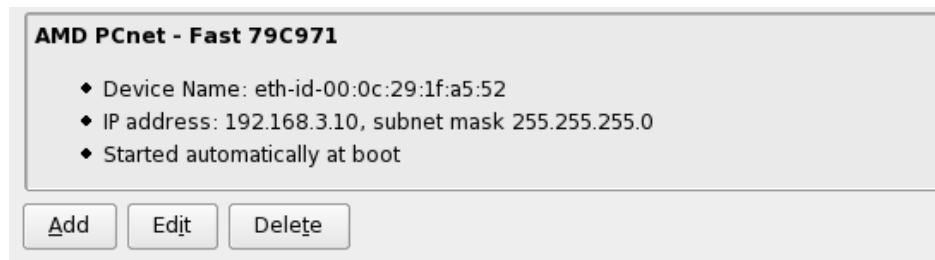 AMD PCnet - Fast 79C971
◆ Device Name: eth-id-00:0c:29:1f:a5:52
◆ IP address: 192.168.3.10, subnet mask 255.255.255.0
◆ Started automatically at boot
Add Edit Delete